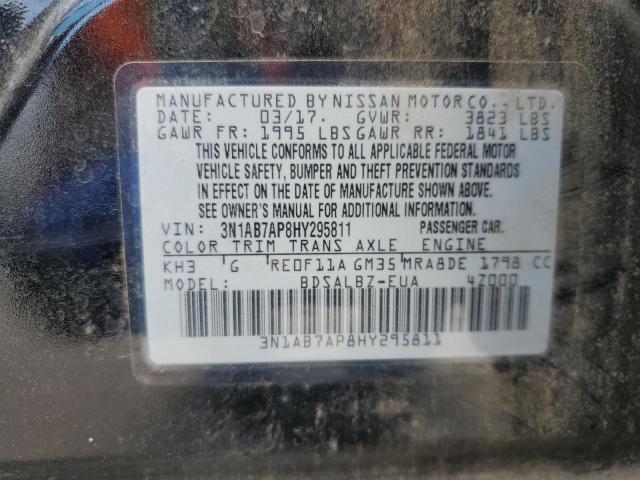 MANUFACTURED BY NISSAN MOTOR CO., LTD.
DATE: 03/17. GVWR: 3823 LBS
GAWR FR: 1995 LBS GAWR RR: 1841 LBS
THIS VEHICLE CONFORMS TO ALL APPLICABLE FEDERAL MOTOR
VEHICLE SAFETY, BUMPER AND THEFT PREVENTION STANDARDS
IN EFFECT ON THE DATE OF MANUFACTURE SHOWN ABOVE.
SEE OWNER'S MANUAL FOR ADDITIONAL INFORMATION.
VIN: 3N1AB7AP8HY295811 PASSENGER CAR.
COLOR TRIM TRANS AXLE ENGINE
KH3 G RE0F11A GM35 MRA8DE 1798 CC
MODEL: BDSALBZ-EUA 4Z000
3N1AB7AP8HY295811